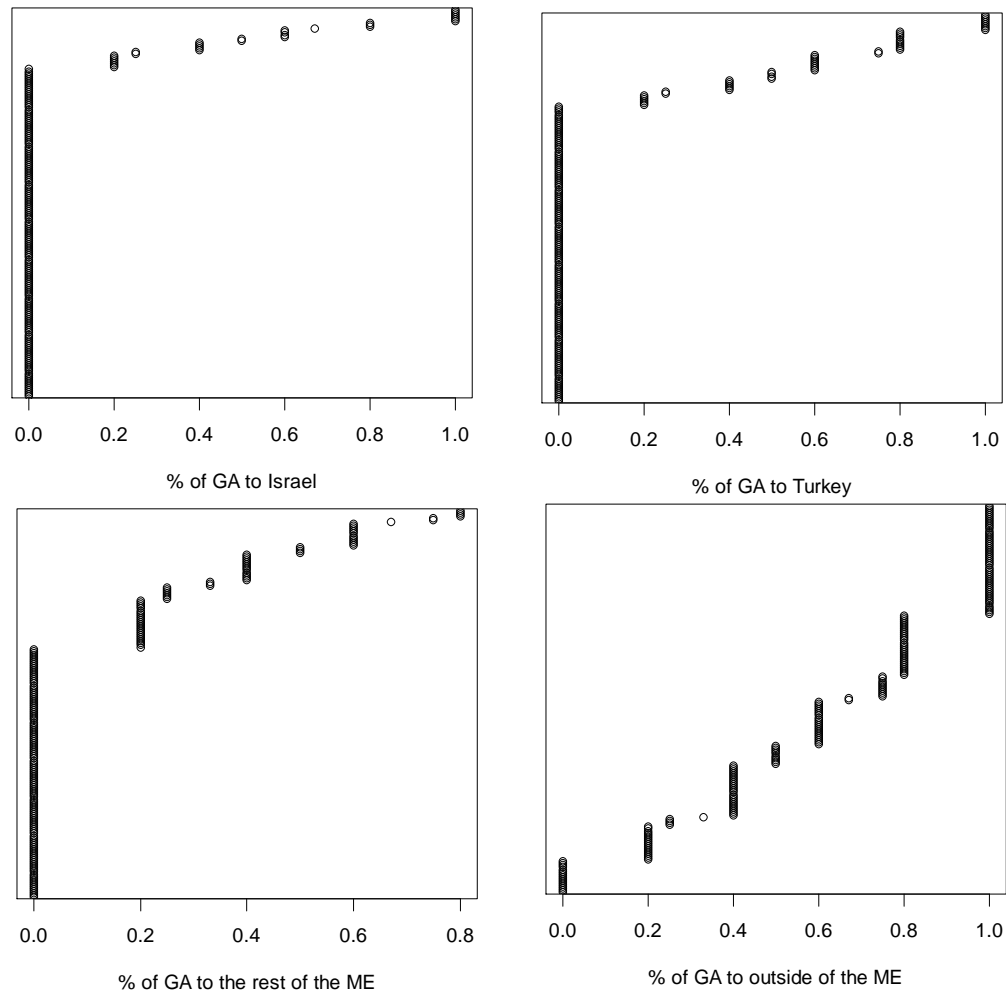 0.0 0.2 0.4 0.6 0.8 1.0
% of GA to Israel
0.0 0.2 0.4 0.6 0.8 1.0
% of GA to Turkey
0.0 0.2 0.4 0.6 0.8
% of GA to the rest of the ME
0.0 0.2 0.4 0.6 0.8 1.0
% of GA to outside of the ME